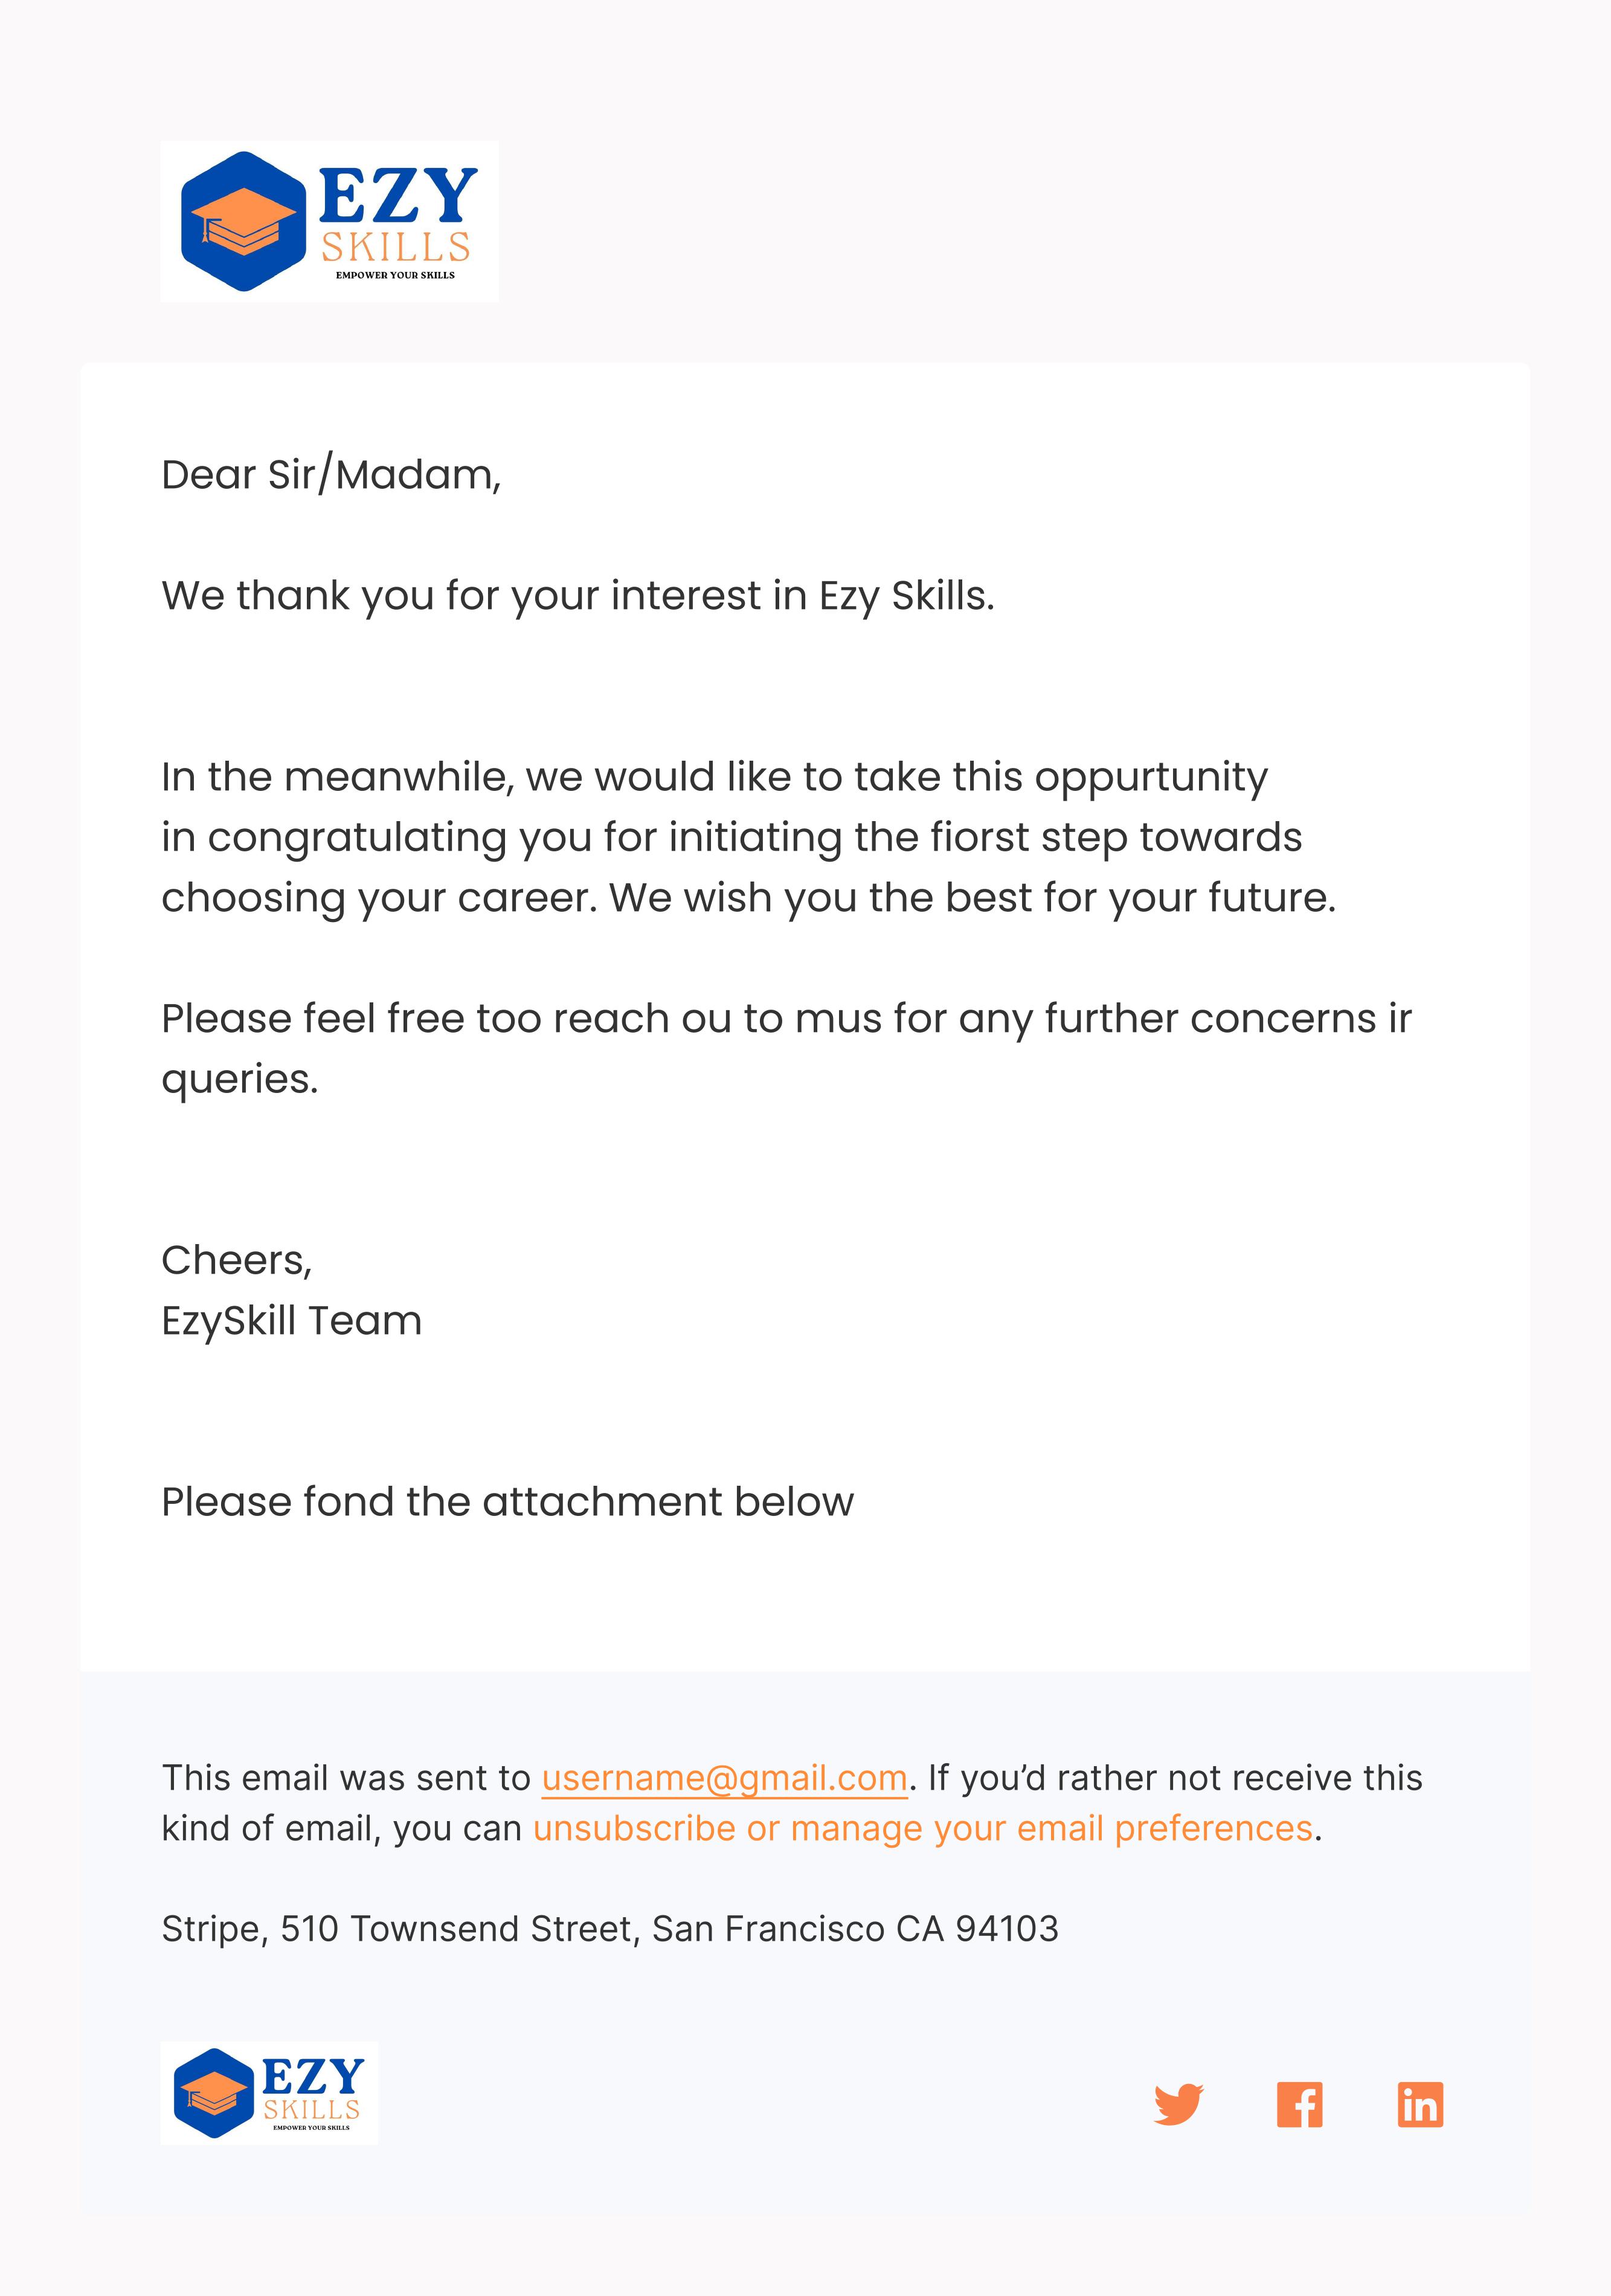 EZY
SKILLS
EMPOWER YOUR SKILLS
Dear Sir/Madam,
We thank you for your interest in Ezy Skills.
In the meanwhile, we would like to take this oppurtunity
in congratulating you for initiating the fiorst step towards
choosing your career. We wish you the best for your future.
Please feel free too reach ou to mus for any further concerns ir
queries.
Cheers,
EzySkill Team
Please fond the attachment below
This email was sent to username@gmail.com. If you’d rather not receive this
kind of email, you can unsubscribe or manage your email preferences.
Stripe, 510 Townsend Street, San Francisco CA 94103
EZY
SKILLS
EMPOWER YOUR SKILLS